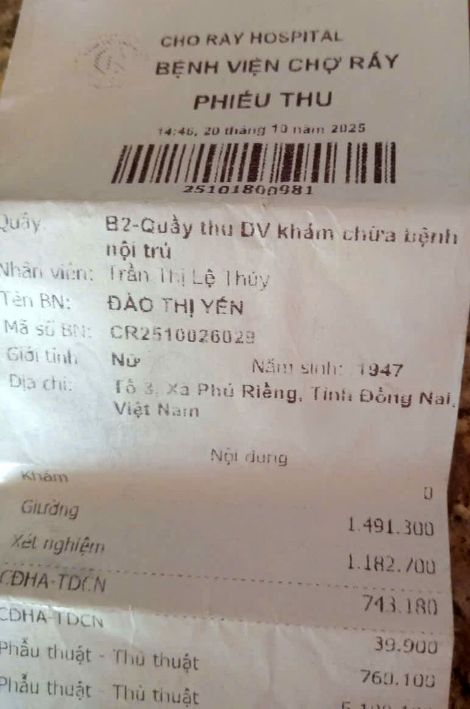 CHO RAY HOSPITAL
BỆNH VIỆN CHỢ RẪY
PHIẾU THU
14:46, 20 tháng 10 năm 2025
25101800981
Quầy B2-Quầy thu DV khám chữa bệnh
nội trú
Nhân viên: Trần Thị Lệ Thủy
Tên BN: ĐÀO THỊ YẾN
Mã số BN: CR2510026029
Giới tính Nữ Năm sinh: 1947
Địa chỉ: Tổ 3, Xã Phú Riềng, Tỉnh Đồng Nai,
Việt Nam
Nội dung
Khám 0
Giường 1.491.300
Xét nghiệm 1.182.700
CĐHA-TDCN 743.180
CĐHA-TDCN 39.900
Phẫu thuật - Thủ thuật 760.100
Phẫu thuật - Thủ thuật